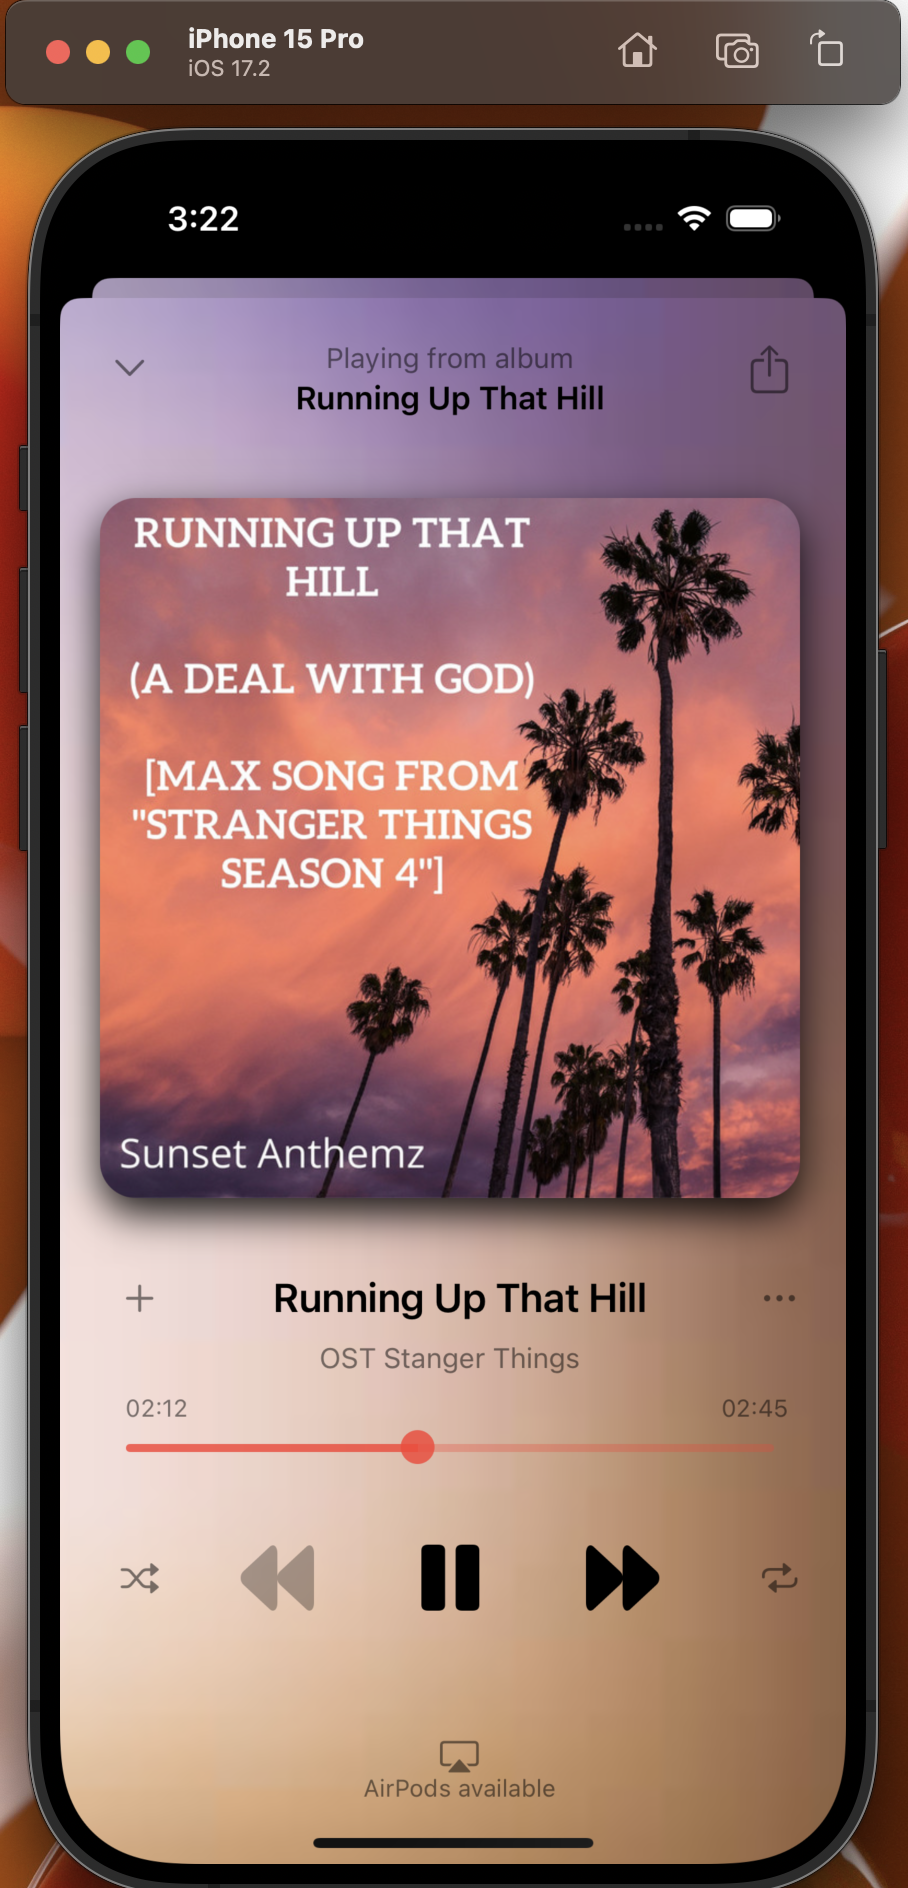 iPhone 15 Pro
iOS 17.2
3:22
Playing from album
Running Up That Hill
RUNNING UP THAT
HILL
(A DEAL WITH GOD)
[MAX SONG FROM
"STRANGER THINGS
SEASON 4"]
Sunset Anthemz
Running Up That Hill
OST Stanger Things
02:12
02:45
AirPods available